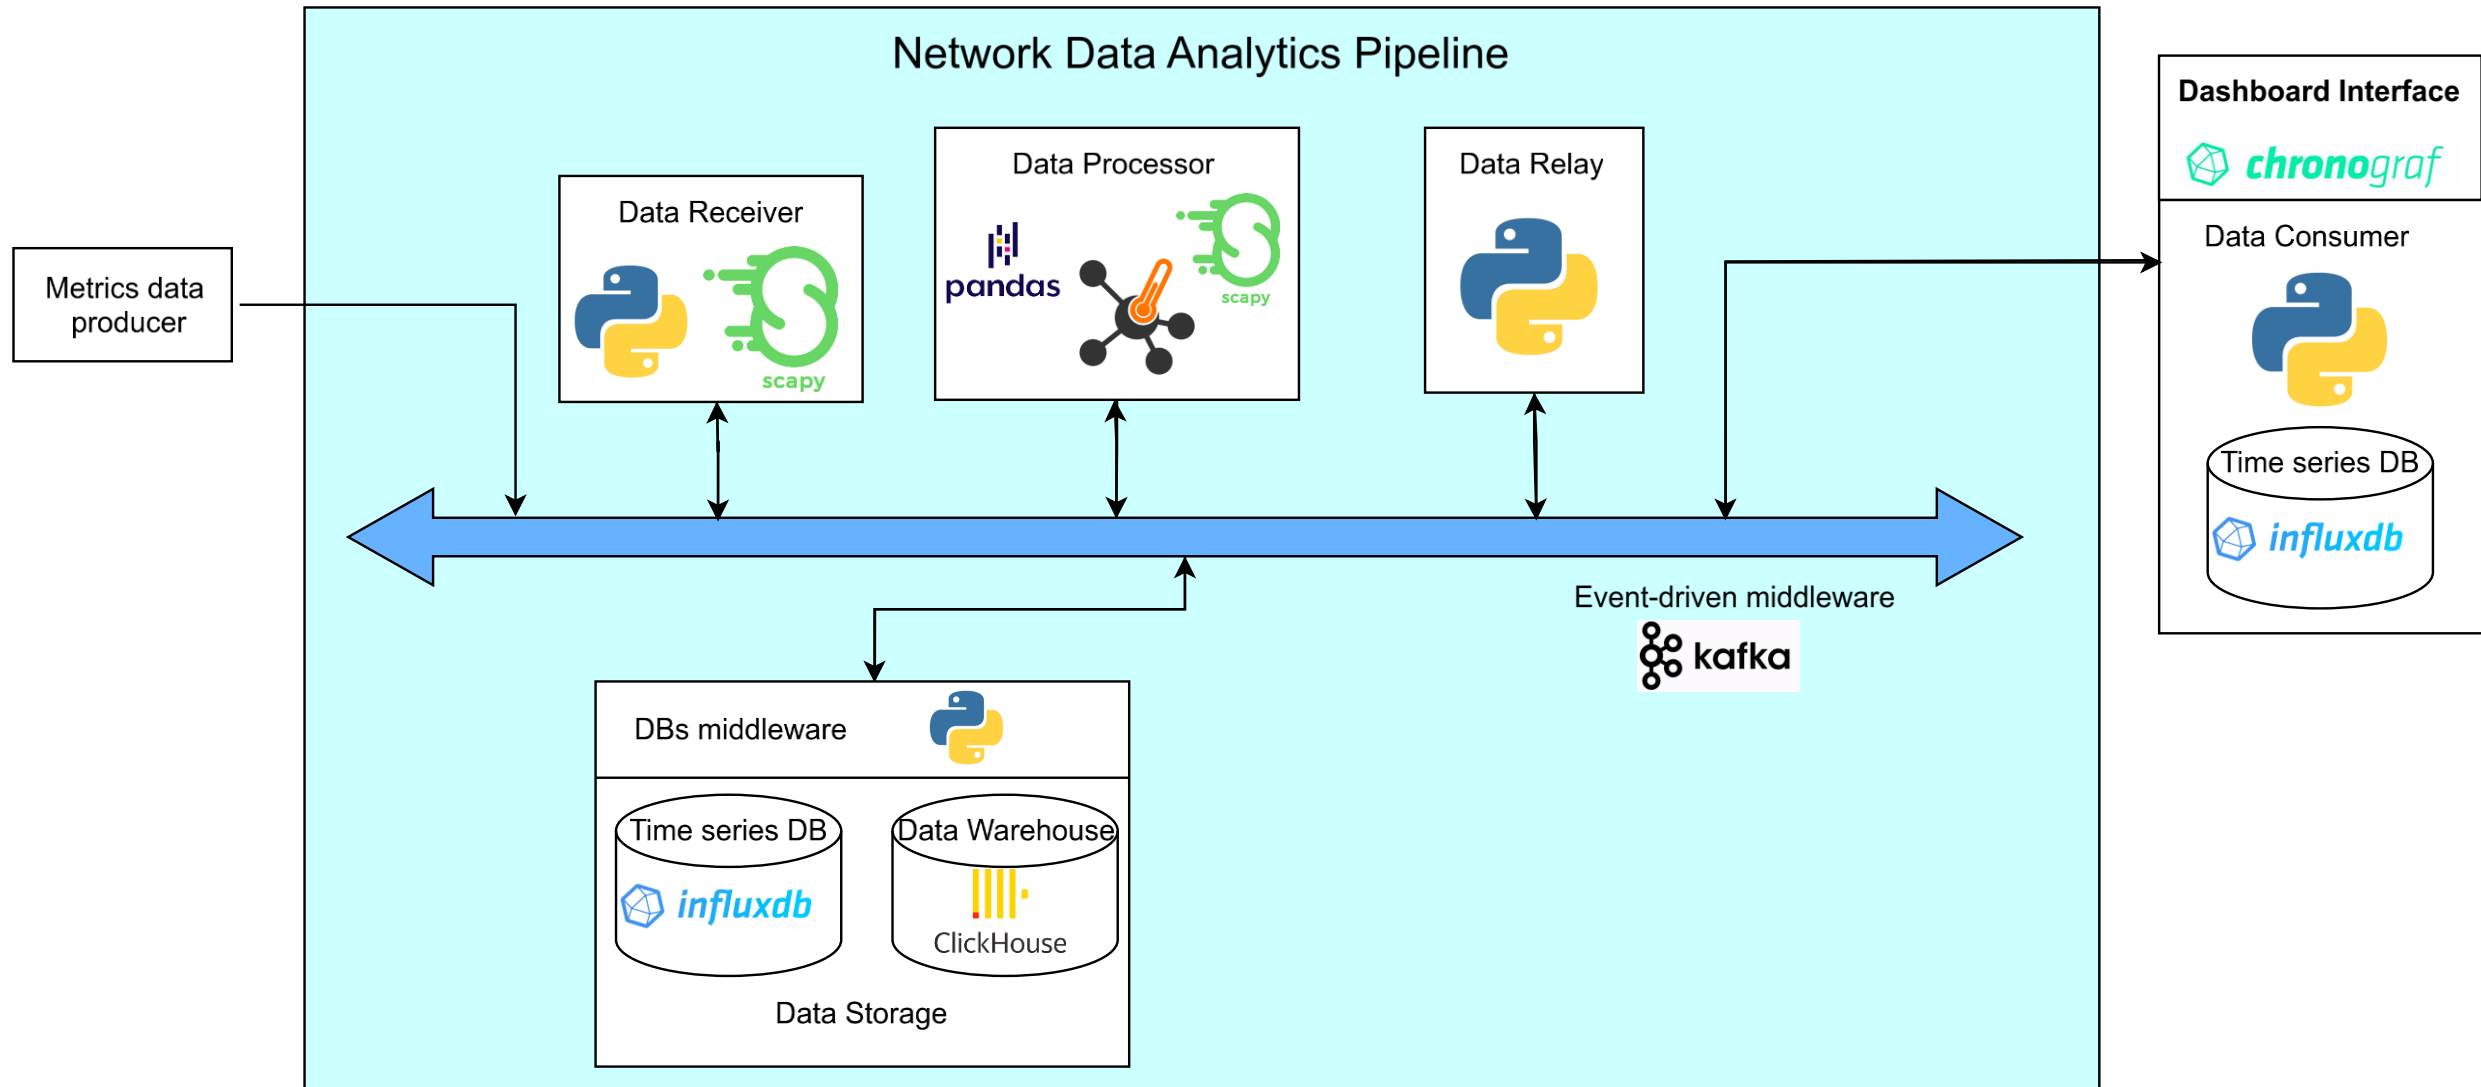 Network Data Analytics Pipeline
Metrics data
producer
Data Receiver
scapy
Data Processor
pandas
scapy
Data Relay
Dashboard Interface
chronograf
Data Consumer
Time series DB
influxdb
Event-driven middleware
kafka
DBs middleware
Time series DB
influxdb
Data Warehouse
ClickHouse
Data Storage